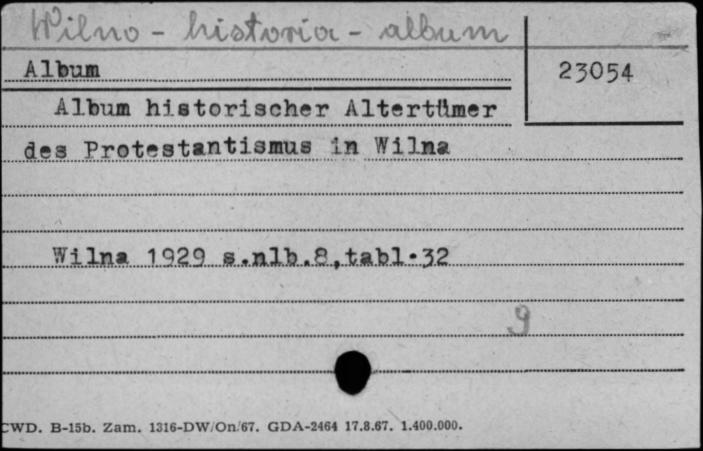 Wilno - historia - album
Album
23054
Album historischer Altertümer
des Protestantismus in Wilna
Wilna 1929 s.nlb.8,tabl.32
9
CWD. B-15b. Zam. 1316-DW/On/67. GDA-2464 17.8.67. 1.400.000.